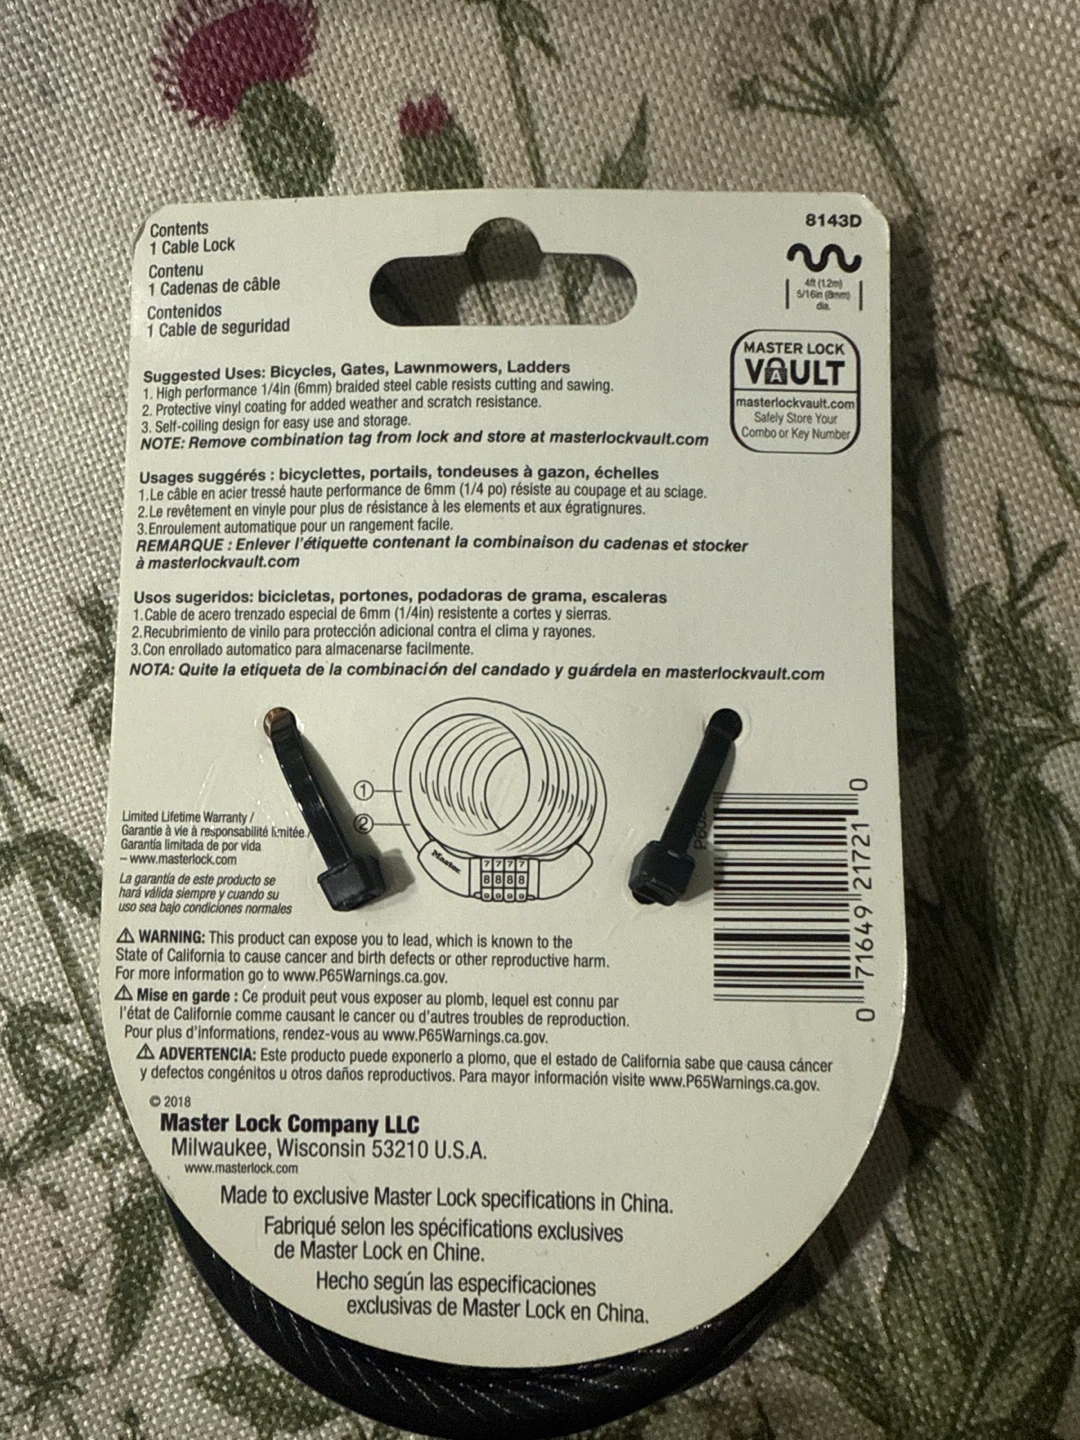 Contents
1 Cable Lock
Contenu
1 Cadenas de câble
Contenidos
1 Cable de seguridad
8143D
4ft (1.2m)
5/16in (8mm)
dia.
MASTER LOCK
VAULT
masterlockvault.com
Safely Store Your
Combo or Key Number
Suggested Uses: Bicycles, Gates, Lawnmowers, Ladders
1. High performance 1/4in (6mm) braided steel cable resists cutting and sawing.
2. Protective vinyl coating for added weather and scratch resistance.
3. Self-coiling design for easy use and storage.
NOTE: Remove combination tag from lock and store at masterlockvault.com
Usages suggérés : bicyclettes, portails, tondeuses à gazon, échelles
1.Le câble en acier tressé haute performance de 6mm (1/4 po) résiste au coupage et au sciage.
2.Le revêtement en vinyle pour plus de résistance à les elements et aux égratignures.
3.Enroulement automatique pour un rangement facile.
REMARQUE : Enlever l'étiquette contenant la combinaison du cadenas et stocker
à masterlockvault.com
Usos sugeridos: bicicletas, portones, podadoras de grama, escaleras
1.Cable de acero trenzado especial de 6mm (1/4in) resistente a cortes y sierras.
2.Recubrimiento de vinilo para protección adicional contra el clima y rayones.
3.Con enrollado automatico para almacenarse facilmente.
NOTA: Quite la etiqueta de la combinación del candado y guárdela en masterlockvault.com
1
2
Master
7 7 7 7
8 8 8 8
Limited Lifetime Warranty /
Garantie à vie à responsabilité limitée /
Garantía limitada de por vida
– www.masterlock.com
La garantía de este producto se
hará válida siempre y cuando su
uso sea bajo condiciones normales
0 71649 21721 0
⚠ WARNING: This product can expose you to lead, which is known to the
State of California to cause cancer and birth defects or other reproductive harm.
For more information go to www.P65Warnings.ca.gov.
⚠ Mise en garde : Ce produit peut vous exposer au plomb, lequel est connu par
l'état de Californie comme causant le cancer ou d'autres troubles de reproduction.
Pour plus d'informations, rendez-vous au www.P65Warnings.ca.gov.
⚠ ADVERTENCIA: Este producto puede exponerlo a plomo, que el estado de California sabe que causa cáncer
y defectos congénitos u otros daños reproductivos. Para mayor información visite www.P65Warnings.ca.gov.
© 2018
Master Lock Company LLC
Milwaukee, Wisconsin 53210 U.S.A.
www.masterlock.com
Made to exclusive Master Lock specifications in China.
Fabriqué selon les spécifications exclusives
de Master Lock en Chine.
Hecho según las especificaciones
exclusivas de Master Lock en China.